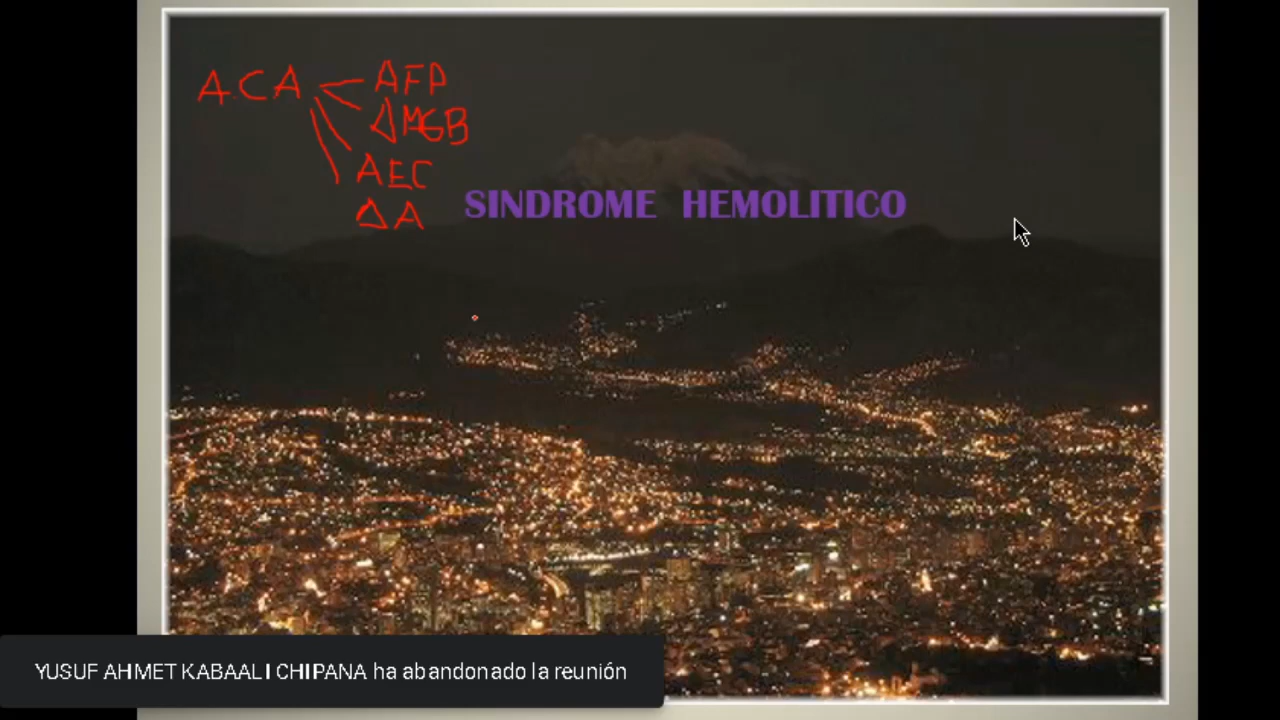 A.C.A
AFP
ΔMGB
AEC
ΔA
SINDROME HEMOLITICO
YUSUF AHMET KABAALI CHIPANA ha abandonado la reunión